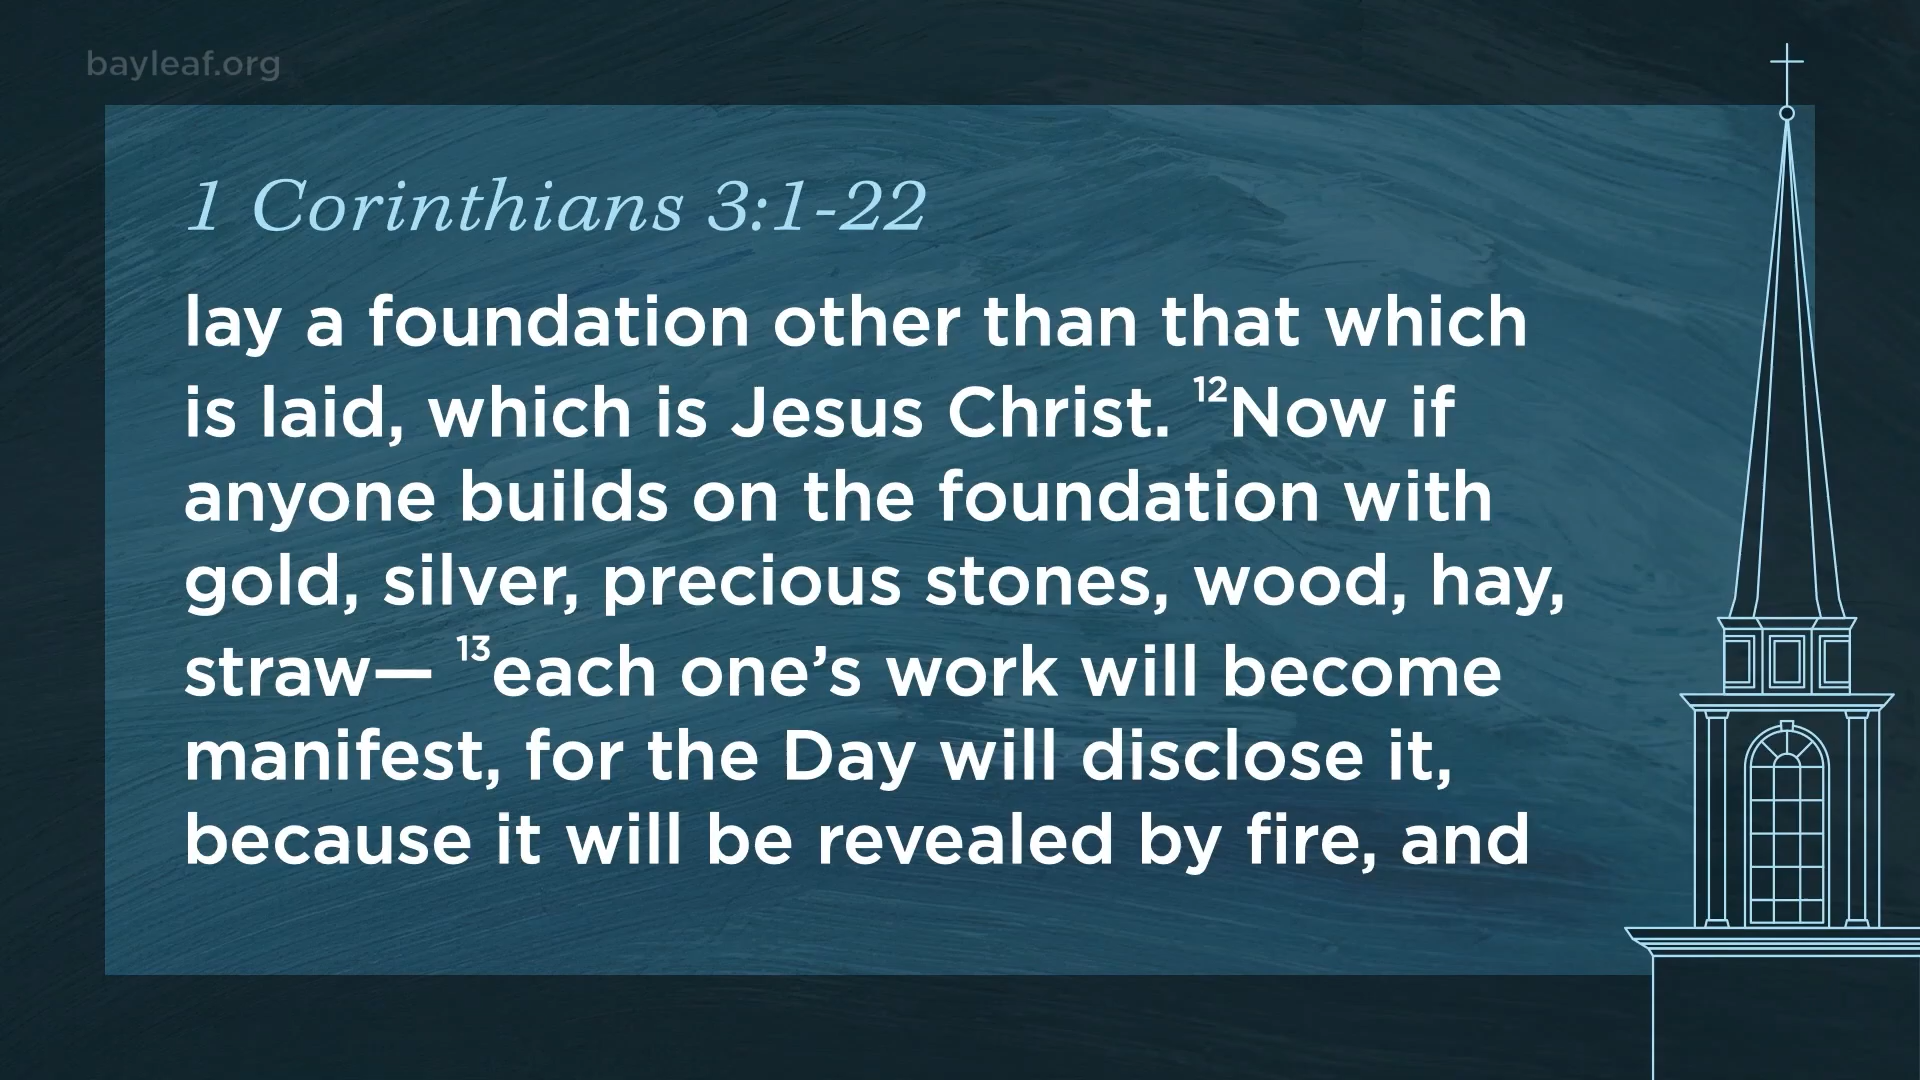 bayleaf.org
1 Corinthians 3:1-22
lay a foundation other than that which
is laid, which is Jesus Christ. ¹²Now if
anyone builds on the foundation with
gold, silver, precious stones, wood, hay,
straw— ¹³each one’s work will become
manifest, for the Day will disclose it,
because it will be revealed by fire, and